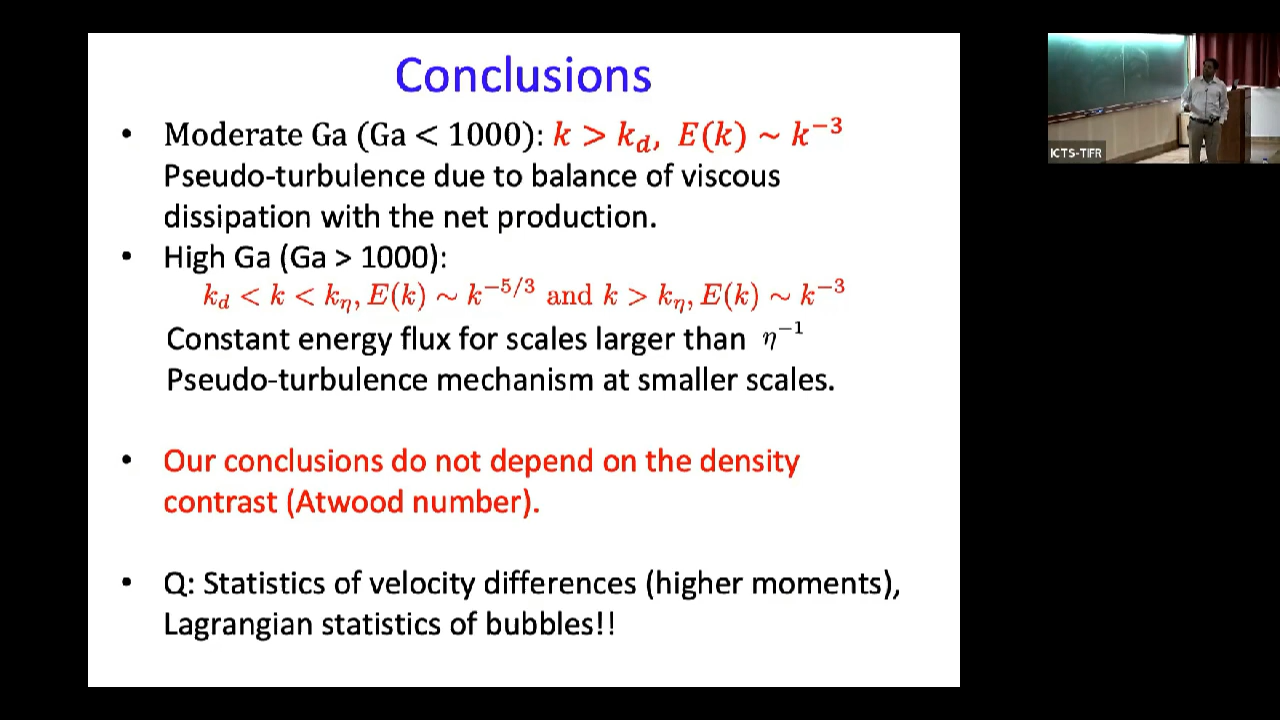 Conclusions
• Moderate Ga (Ga < 1000): k > k_d, E(k) ~ k^{-3}
Pseudo-turbulence due to balance of viscous
dissipation with the net production.
• High Ga (Ga > 1000):
k_d < k < k_η, E(k) ~ k^{-5/3} and k > k_η, E(k) ~ k^{-3}
Constant energy flux for scales larger than η^{-1}
Pseudo-turbulence mechanism at smaller scales.
• Our conclusions do not depend on the density
contrast (Atwood number).
• Q: Statistics of velocity differences (higher moments),
Lagrangian statistics of bubbles!!
ICTS-TIFR